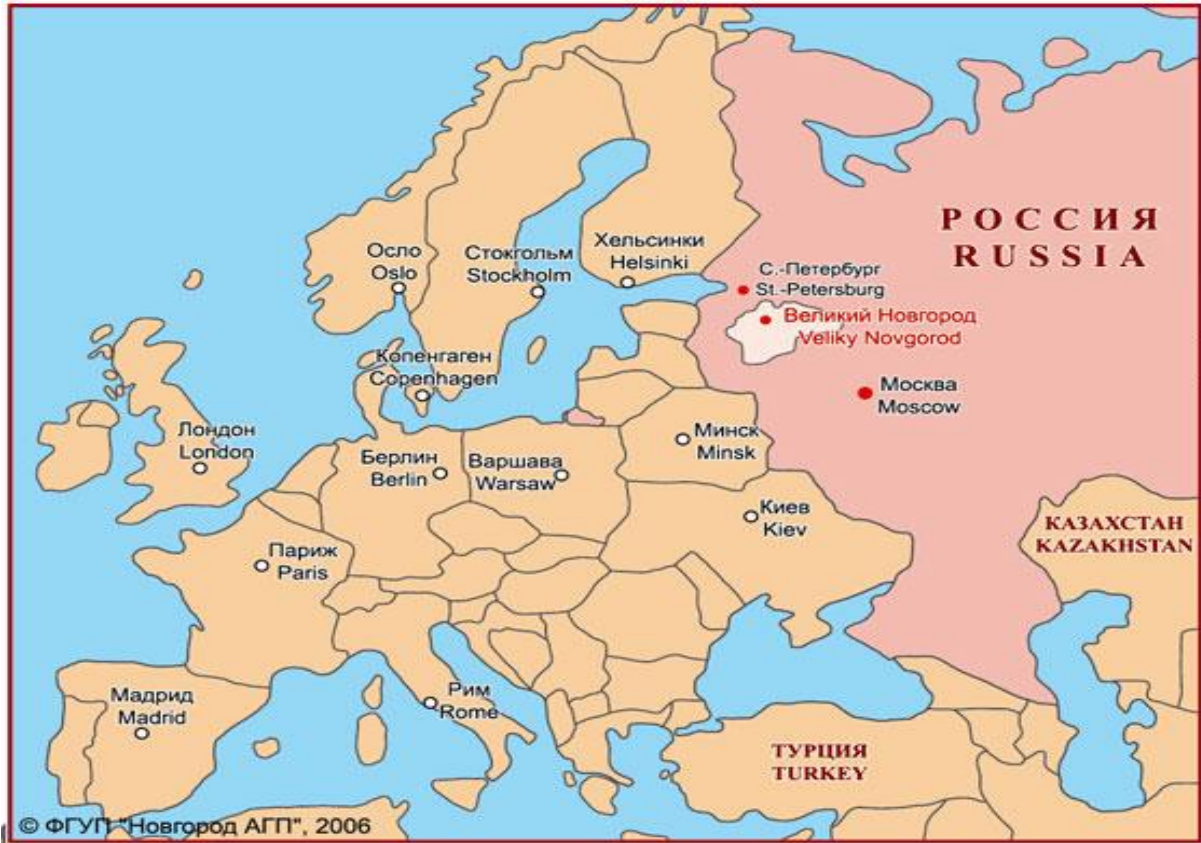 РОССИЯ
RUSSIA
Осло
Oslo
Стокгольм
Stockholm
Хельсинки
Helsinki
С.-Петербург
St.-Petersburg
Великий Новгород
Veliky Novgorod
Копенгаген
Copenhagen
Москва
Moscow
Лондон
London
Берлин
Berlin
Варшава
Warsaw
Минск
Minsk
Киев
Kiev
КАЗАХСТАН
KAZAKHSTAN
Париж
Paris
Мадрид
Madrid
Рим
Rome
ТУРЦИЯ
TURKEY
© ФГУП "Новгород АГП", 2006